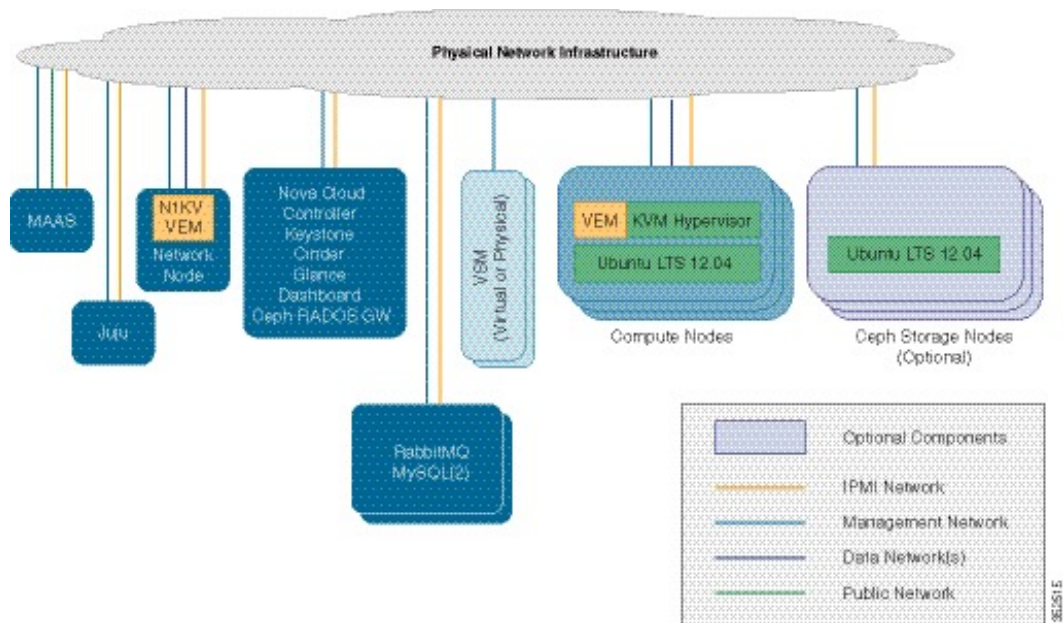 Physical Network Infrastructure
MAAS
Juju
N1KV
VEM
Network
Node
Nova Cloud
Controller
Keystone
Cinder
Glance
Dashboard
Ceph RADOS GW
RabbitMQ
MySQL(2)
VSM
(Virtual or Physical)
VEM
KVM Hypervisor
Ubuntu LTS 12.04
Compute Nodes
Ubuntu LTS 12.04
Ceph Storage Nodes
(Optional)
Optional Components
IPMI Network
Management Network
Data Network(s)
Public Network